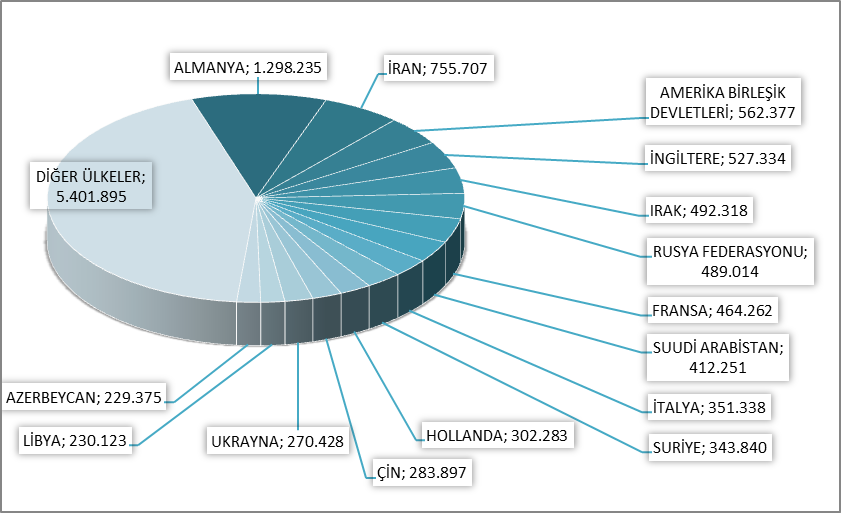 ALMANYA; 1.298.235
İRAN; 755.707
AMERİKA BİRLEŞİK
DEVLETLERİ; 562.377
İNGİLTERE; 527.334
IRAK; 492.318
RUSYA FEDERASYONU;
489.014
FRANSA; 464.262
SUUDİ ARABİSTAN;
412.251
İTALYA; 351.338
SURİYE; 343.840
HOLLANDA; 302.283
ÇİN; 283.897
UKRAYNA; 270.428
LİBYA; 230.123
AZERBEYCAN; 229.375
DİĞER ÜLKELER;
5.401.895